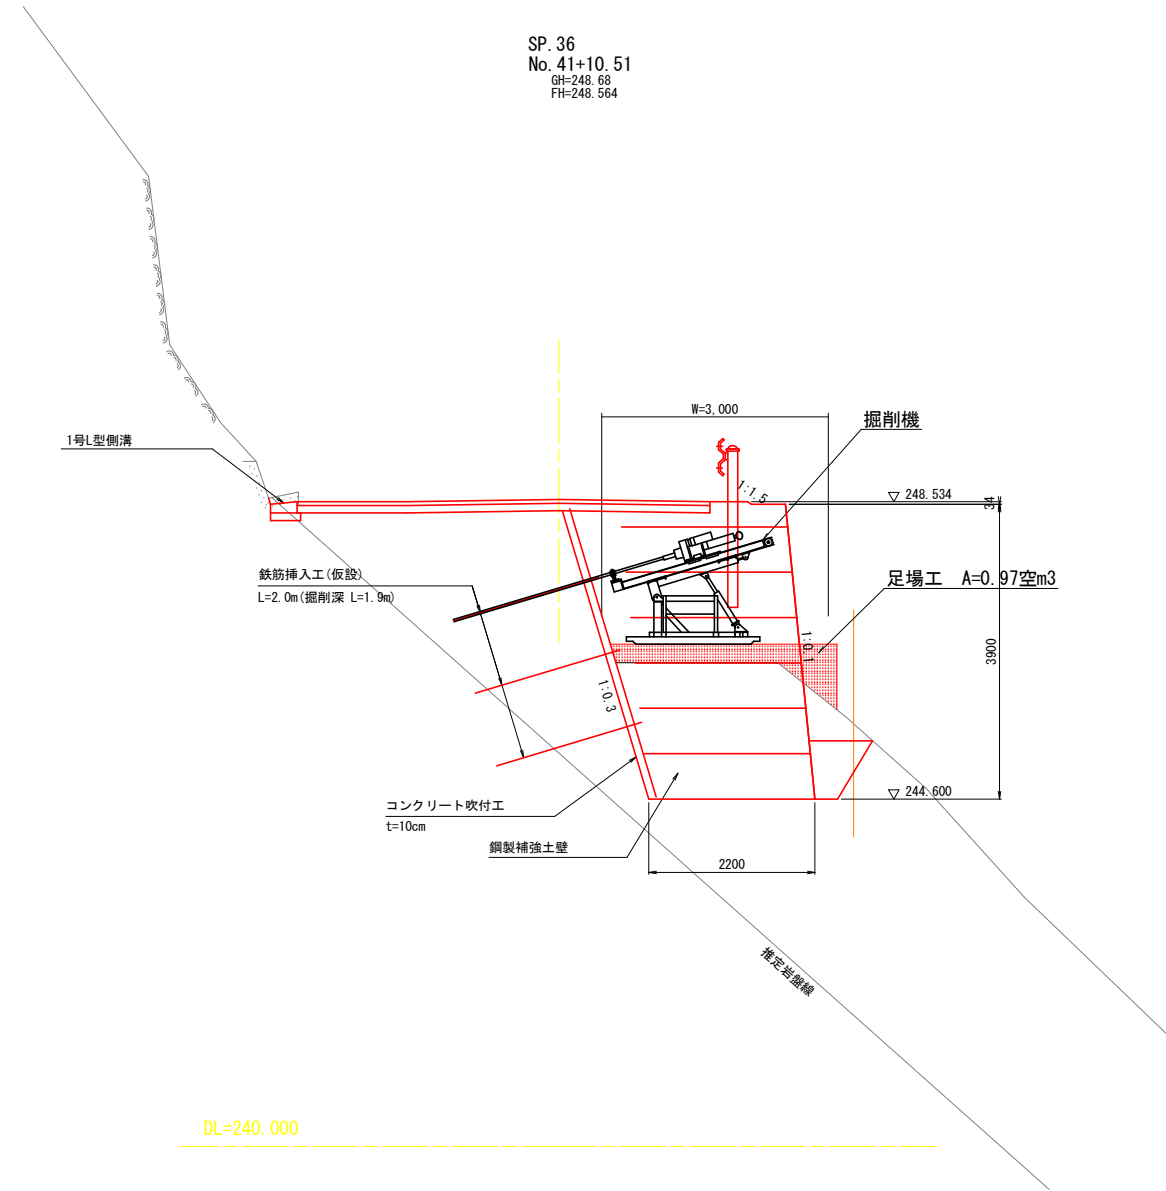 SP.36
No.41+10.51
GH=248.68
FH=248.564
W=3,000
掘削機
1号L型側溝
1:1.5
248.534
34
鉄筋挿入工(仮設)
L=2.0m(掘削深 L=1.9m)
足場工 A=0.97空m3
1:0.1
3900
1:0.3
244.600
コンクリート吹付工
t=10cm
鋼製補強土壁
2200
推定岩盤線
DL=240.000